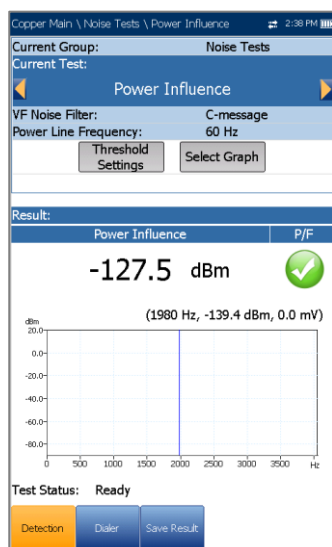 Copper Main \ Noise Tests \ Power Influence 2:38 PM
Current Group: Noise Tests
Current Test:
Power Influence
VF Noise Filter: C-message
Power Line Frequency: 60 Hz
Threshold Settings Select Graph
Result:
Power Influence P/F
-127.5 dBm
(1980 Hz, -139.4 dBm, 0.0 mV)
dBm
20.0
0.0
-20.0
-40.0
-60.0
-80.0
0 500 1000 1500 2000 2500 3000 3500 Hz
Test Status: Ready
Detection Dialer Save Result